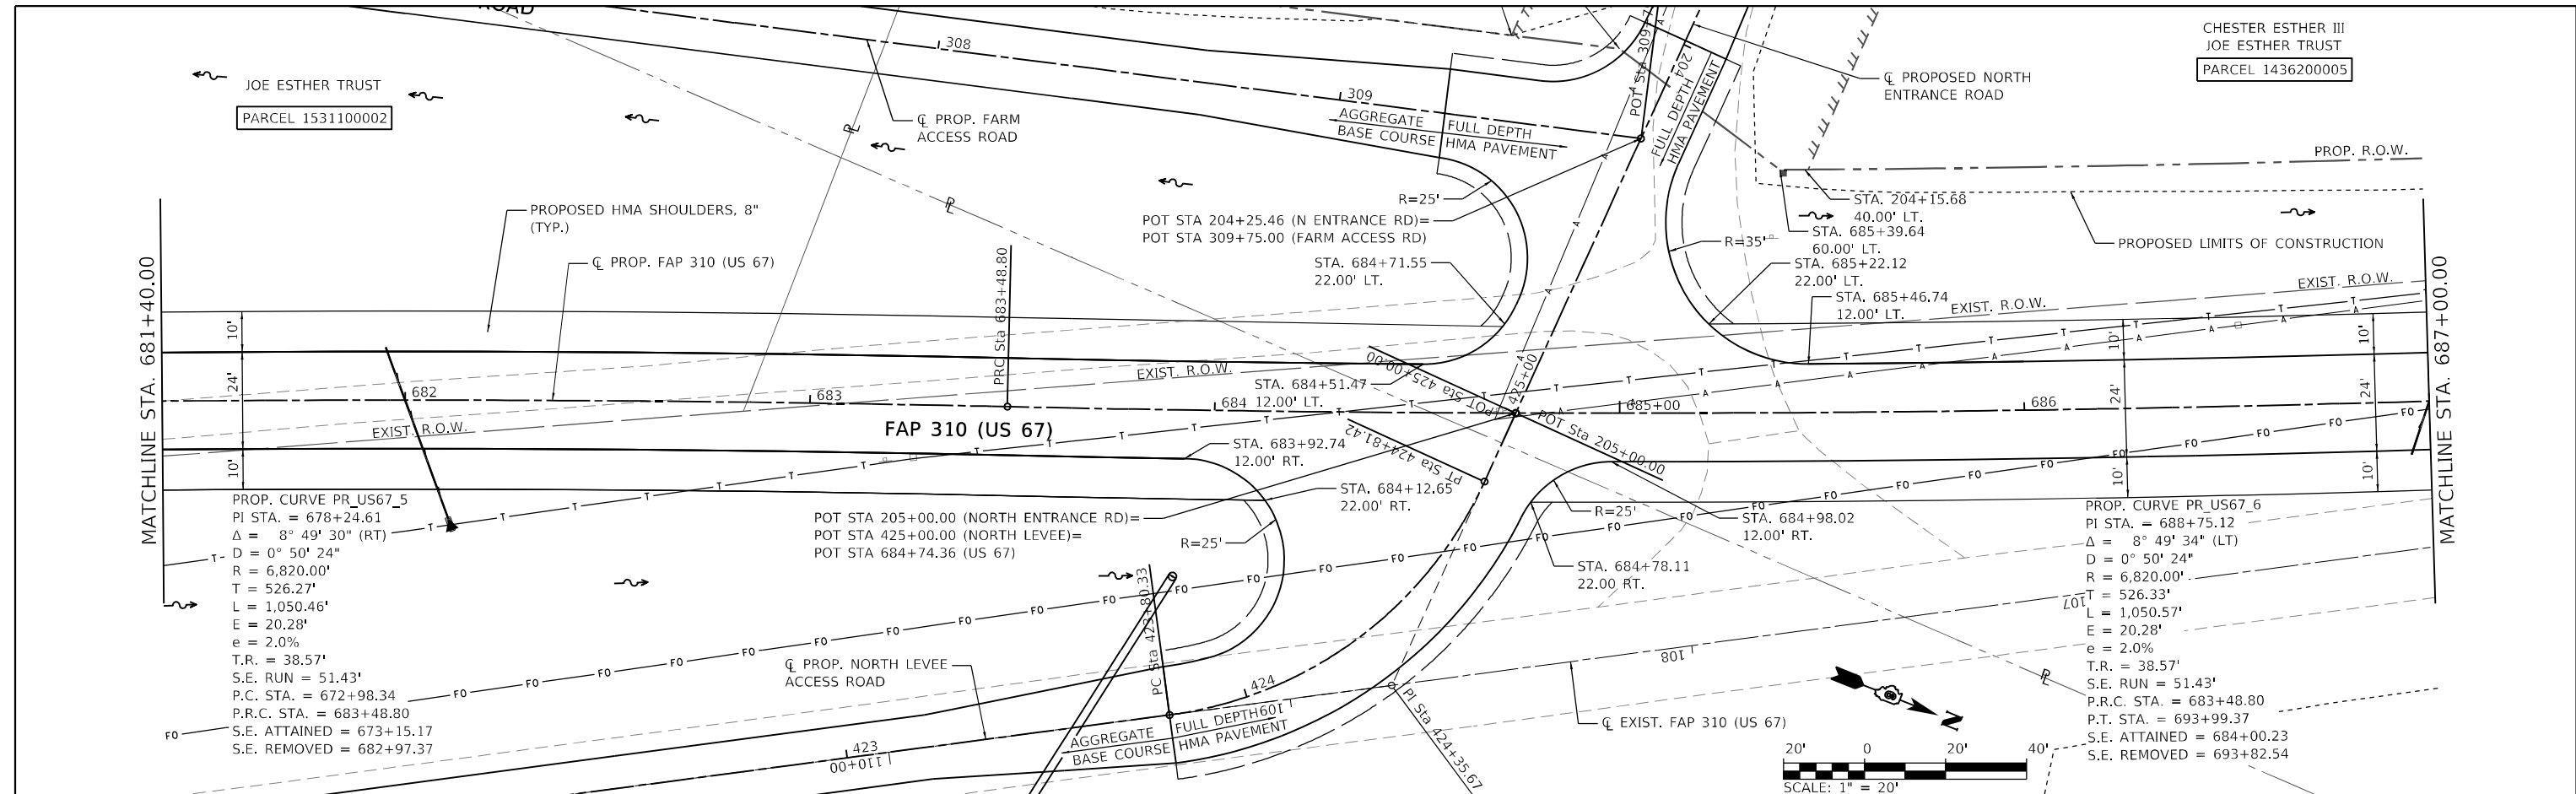 ROAD
308
309
JOE ESTHER TRUST
PARCEL 1531100002
℄ PROP. FARM
ACCESS ROAD
AGGREGATE
BASE COURSE
FULL DEPTH
HMA PAVEMENT
POT Sta 309+7
204
FULL DEPTH
HMA PAVEMENT
℄ PROPOSED NORTH
ENTRANCE ROAD
CHESTER ESTHER III
JOE ESTHER TRUST
PARCEL 1436200005
PROP. R.O.W.
PROPOSED HMA SHOULDERS, 8"
(TYP.)
℄ PROP. FAP 310 (US 67)
R=25'
POT STA 204+25.46 (N ENTRANCE RD)=
POT STA 309+75.00 (FARM ACCESS RD)
STA. 684+71.55
22.00' LT.
R=35'
STA. 204+15.68
40.00' LT.
STA. 685+39.64
60.00' LT.
STA. 685+22.12
22.00' LT.
STA. 685+46.74
12.00' LT.
PROPOSED LIMITS OF CONSTRUCTION
EXIST. R.O.W.
EXIST. R.O.W.
MATCHLINE STA. 681+40.00
MATCHLINE STA. 687+00.00
10'
24'
10'
PRC Sta 683+48.80
EXIST. R.O.W.
EXIST. R.O.W.
682
683
684
685+00
686
FAP 310 (US 67)
STA. 684+51.47
12.00' LT.
POT Sta 425+00.00
425+00
POT Sta 205+00.00
PT Sta 424+81.42
10'
24'
10'
10'
24'
10'
STA. 683+92.74
12.00' RT.
STA. 684+12.65
22.00' RT.
POT STA 205+00.00 (NORTH ENTRANCE RD)=
POT STA 425+00.00 (NORTH LEVEE)=
POT STA 684+74.36 (US 67)
R=25'
R=25'
STA. 684+98.02
12.00' RT.
STA. 684+78.11
22.00 RT.
PROP. CURVE PR_US67_5
PI STA. = 678+24.61
Δ = 8° 49' 30" (RT)
D = 0° 50' 24"
R = 6,820.00'
T = 526.27'
L = 1,050.46'
E = 20.28'
e = 2.0%
T.R. = 38.57'
S.E. RUN = 51.43'
P.C. STA. = 672+98.34
P.R.C. STA. = 683+48.80
S.E. ATTAINED = 673+15.17
S.E. REMOVED = 682+97.37
PROP. CURVE PR_US67_6
PI STA. = 688+75.12
Δ = 8° 49' 34" (LT)
D = 0° 50' 24"
R = 6,820.00'
T = 526.33'
L = 1,050.57'
E = 20.28'
e = 2.0%
T.R. = 38.57'
S.E. RUN = 51.43'
P.R.C. STA. = 683+48.80
P.T. STA. = 693+99.37
S.E. ATTAINED = 684+00.23
S.E. REMOVED = 693+82.54
PC Sta 423+80.33
℄ PROP. NORTH LEVEE
ACCESS ROAD
423
424
110+00
109
108
107
AGGREGATE
BASE COURSE
FULL DEPTH
HMA PAVEMENT
PI Sta 424+35.67
℄ EXIST. FAP 310 (US 67)
N
20' 0 20' 40'
SCALE: 1" = 20'